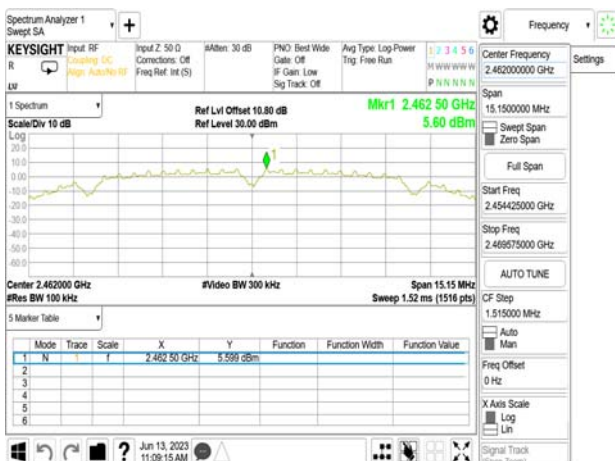 Spectrum Analyzer 1
Swept SA
+
Frequency
KEYSIGHT
R
LXI
Input: RF
Coupling: DC
Align: Auto/No RF
Input Z: 50 Ω
Corrections: Off
Freq Ref: Int (S)
#Atten: 30 dB
PNO: Best Wide
Gate: Off
IF Gain: Low
Sig Track: Off
Avg Type: Log-Power
Trig: Free Run
1 2 3 4 5 6
M W W W W W
P N N N N N
Center Frequency
2.462000000 GHz
Settings
Span
15.1500000 MHz
Swept Span
Zero Span
Full Span
Start Freq
2.454425000 GHz
Stop Freq
2.469575000 GHz
AUTO TUNE
CF Step
1.515000 MHz
Auto
Man
Freq Offset
0 Hz
X Axis Scale
Log
Lin
Signal Track
1 Spectrum
Scale/Div 10 dB
Ref Lvl Offset 10.80 dB
Ref Level 30.00 dBm
Mkr1 2.462 50 GHz
5.60 dBm
Log
20.0
10.0
0.00
-10.0
-20.0
-30.0
-40.0
-50.0
-60.0
1
Center 2.462000 GHz
#Res BW 100 kHz
#Video BW 300 kHz
Span 15.15 MHz
Sweep 1.52 ms (1516 pts)
5 Marker Table
Mode Trace Scale X Y Function Function Width Function Value
1 N 1 f 2.462 50 GHz 5.599 dBm
2
3
4
5
6
?
Jun 13, 2023
11:09:15 AM